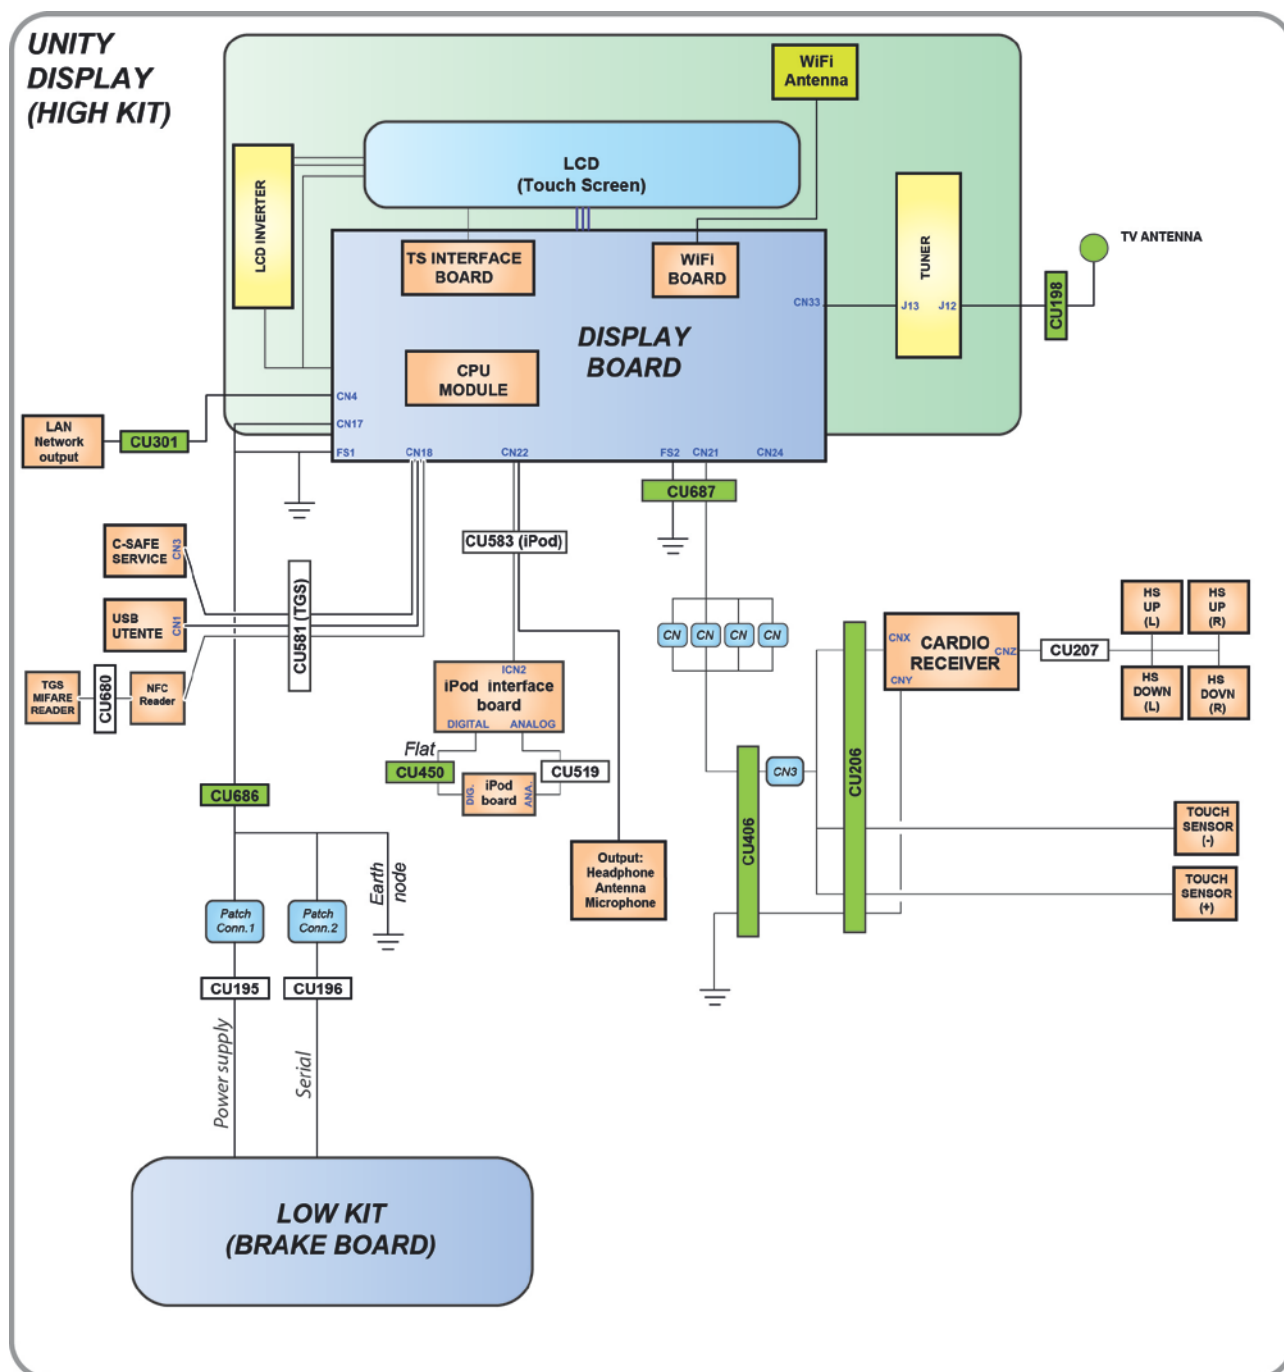 UNITY
DISPLAY
(HIGH KIT)
WiFi
Antenna
LCD
(Touch Screen)
LCD INVERTER
TS INTERFACE
BOARD
WiFi
BOARD
TUNER
TV ANTENNA
CU198
CN33
J13
J12
DISPLAY
BOARD
CPU
MODULE
CN4
CN17
LAN
Network
output
CU301
FS1
CN18
CN22
FS2
CN21
CN24
CU687
C-SAFE
SERVICE
CN3
CU583 (iPod)
CU581 (TGS)
USB
UTENTE
CN1
TGS
MIFARE
READER
CU680
NFC
Reader
ICN2
iPod interface
board
DIGITAL
ANALOG
Flat
CU450
CU519
DIG.
iPod
board
ANA.
CN
CN
CN
CN
CNX
CARDIO
RECEIVER
CNZ
CNY
CU207
HS
UP
(L)
HS
UP
(R)
HS
DOWN
(L)
HS
DOVN
(R)
CU206
CN3
CU406
CU686
TOUCH
SENSOR
(-)
TOUCH
SENSOR
(+)
Output:
Headphone
Antenna
Microphone
Earth
node
Patch
Conn.1
Patch
Conn.2
CU195
CU196
Power supply
Serial
LOW KIT
(BRAKE BOARD)